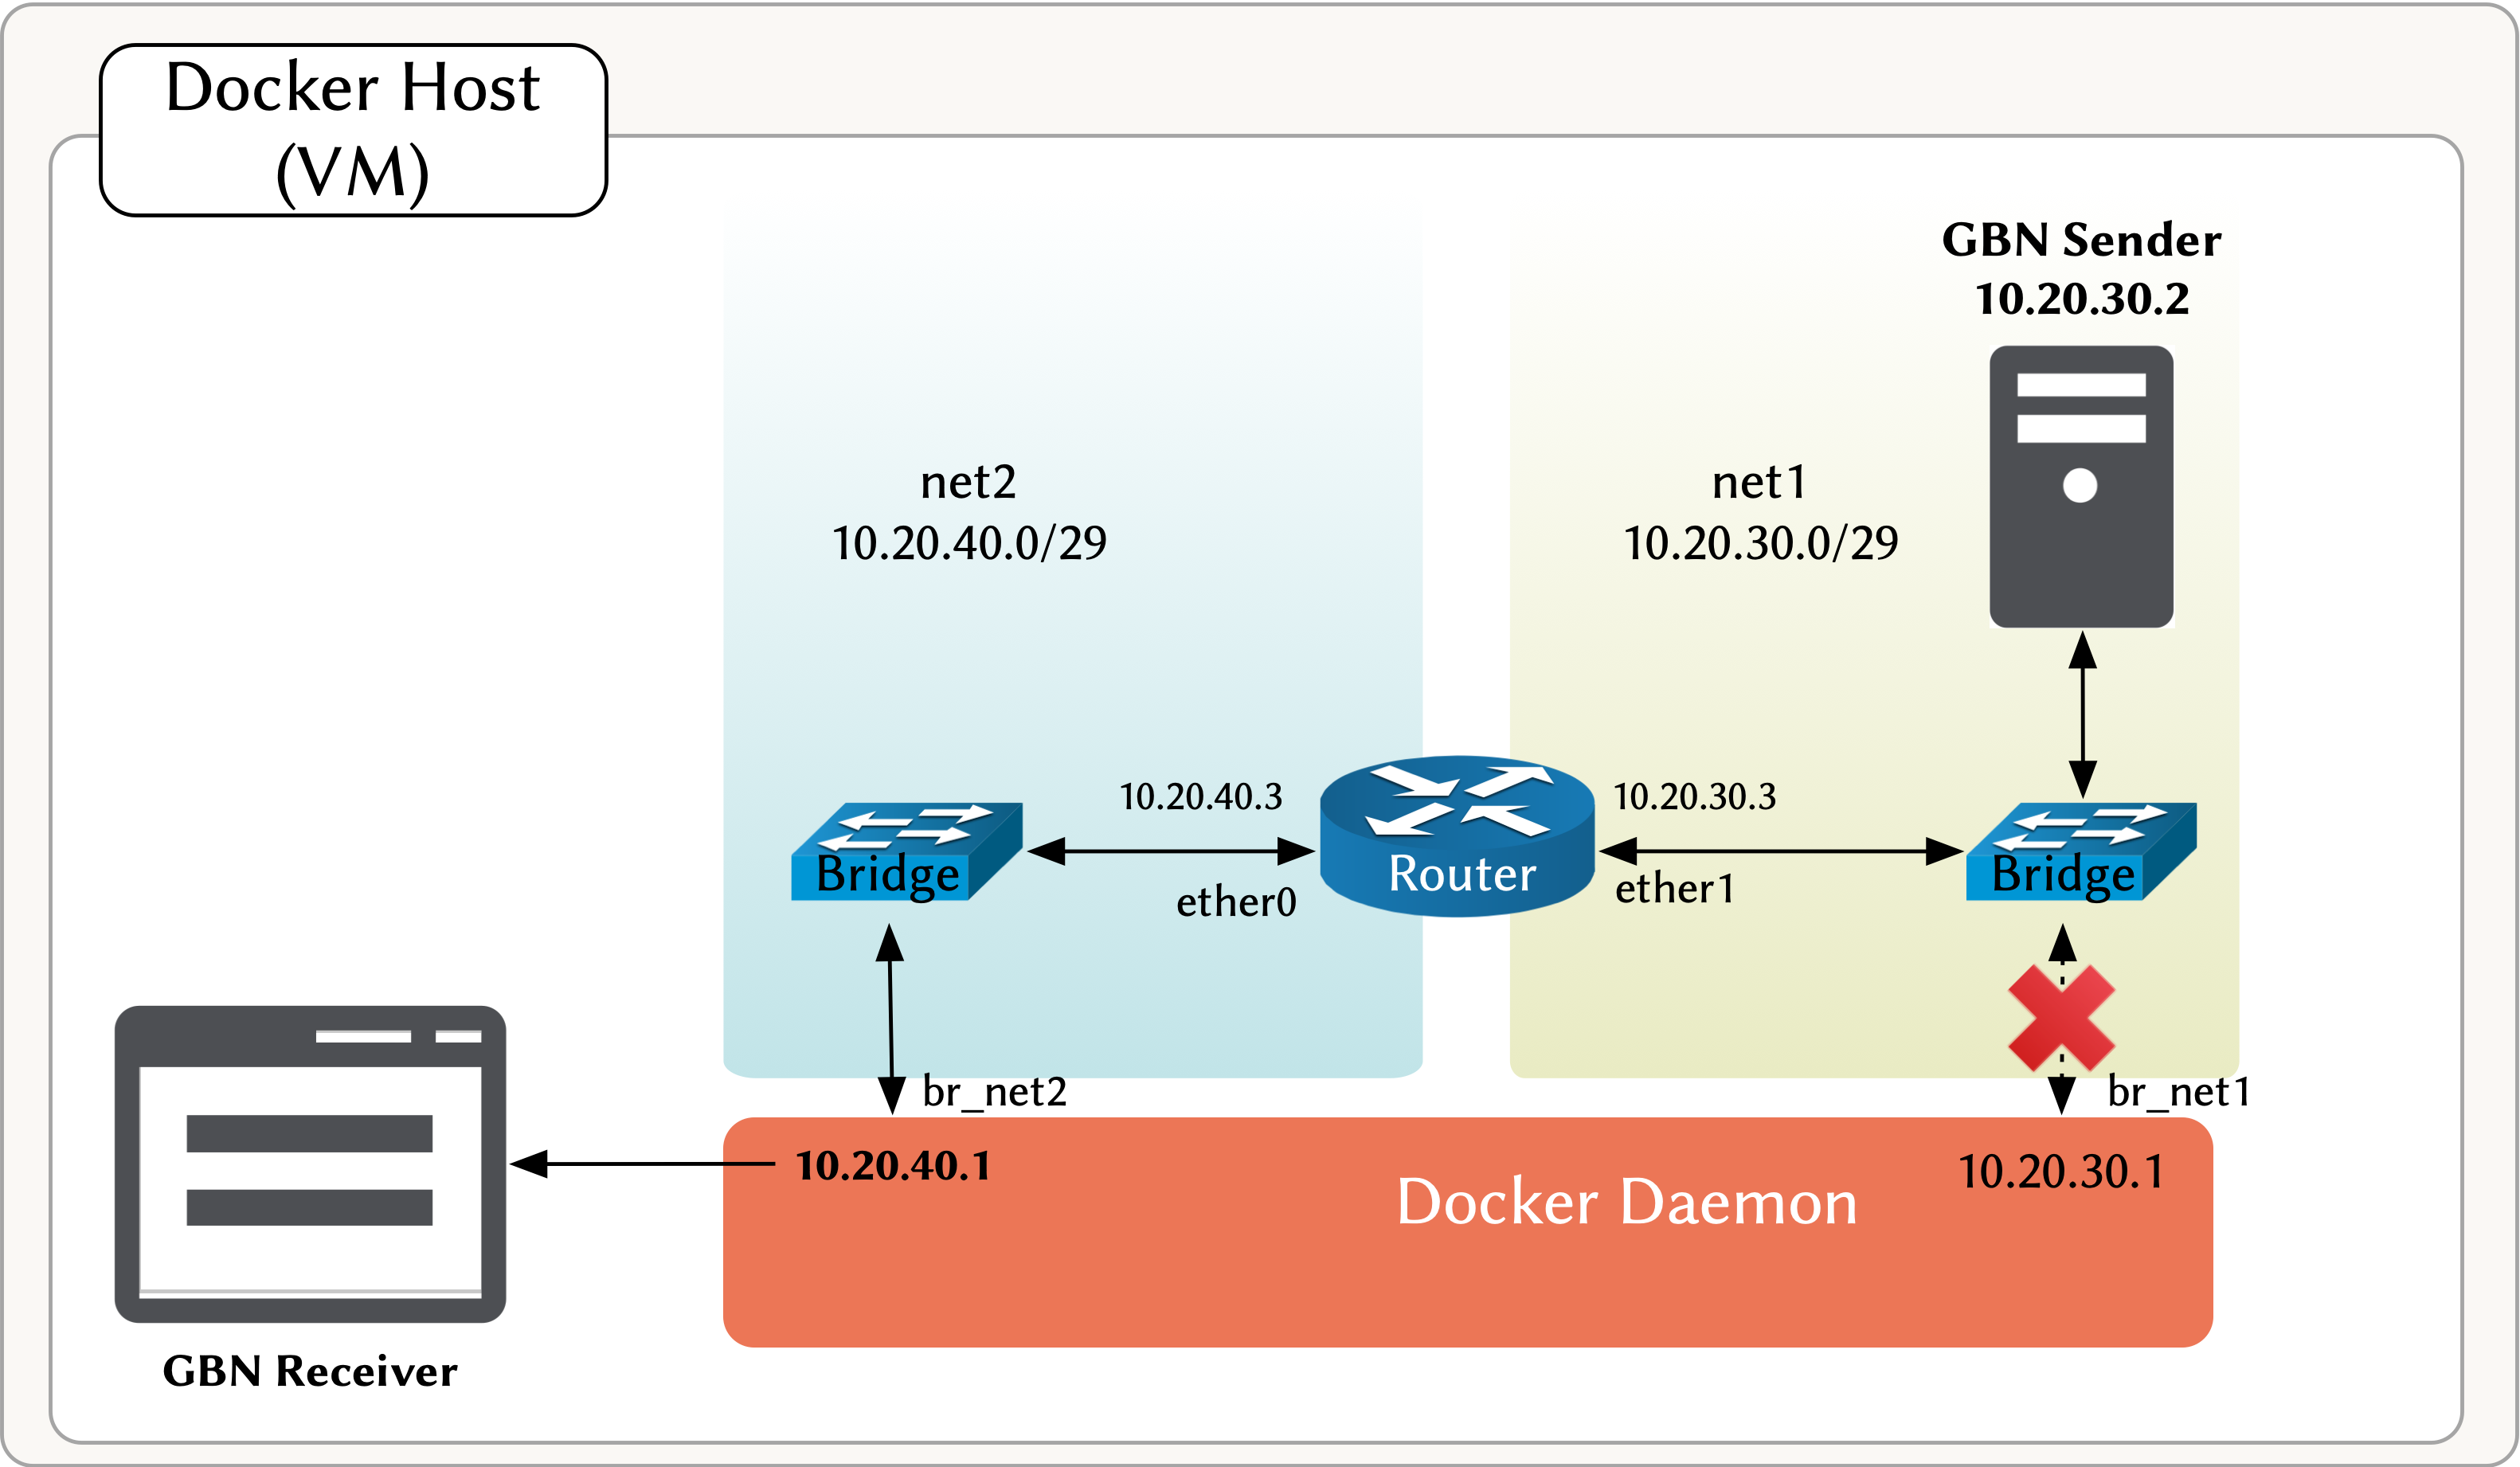 Docker Host
(VM)
GBN Sender
10.20.30.2
net2
10.20.40.0/29
net1
10.20.30.0/29
10.20.40.3
10.20.30.3
Bridge
ether0
Router
ether1
Bridge
br_net2
br_net1
10.20.40.1
10.20.30.1
Docker Daemon
GBN Receiver